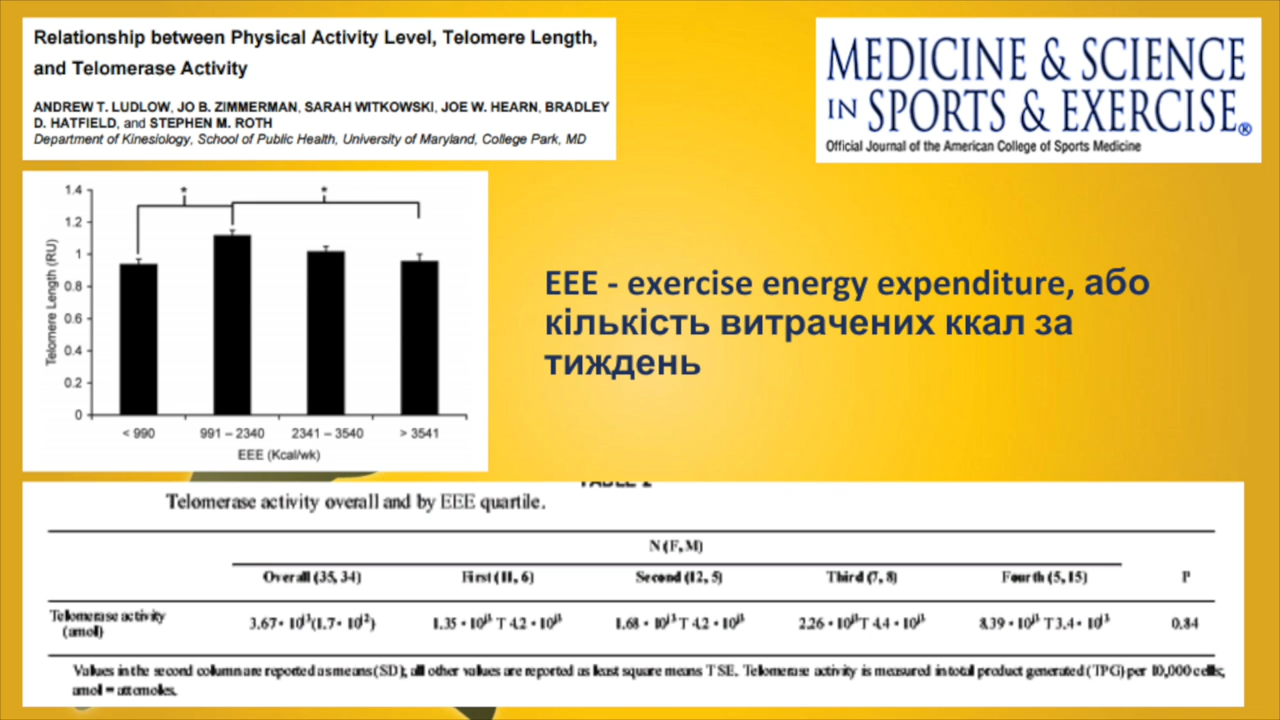 Relationship between Physical Activity Level, Telomere Length,
and Telomerase Activity
ANDREW T. LUDLOW, JO B. ZIMMERMAN, SARAH WITKOWSKI, JOE W. HEARN, BRADLEY
D. HATFIELD, and STEPHEN M. ROTH
Department of Kinesiology, School of Public Health, University of Maryland, College Park, MD
MEDICINE & SCIENCE
IN SPORTS & EXERCISE®
Official Journal of the American College of Sports Medicine
Telomere Length (RU)
1.4
1.2
1
0.8
0.6
0.4
0.2
0
* *
< 990 991 – 2340 2341 – 3540 > 3541
EEE (Kcal/wk)
EEE - exercise energy expenditure, або
кількість витрачених ккал за
тиждень
TABLE 2
Telomerase activity overall and by EEE quartile.
N (F, M)
Overall (35, 34) First (11, 6) Second (12, 5) Third (7, 8) Fourth (5, 15) P
Telomerase activity
(amol) 0.84
Values in the second column are reported as means (SD); all other values are reported as least square means T SE. Telomerase activity is measured in total product generated (TPG) per 10,000 cells;
amol = attomoles.